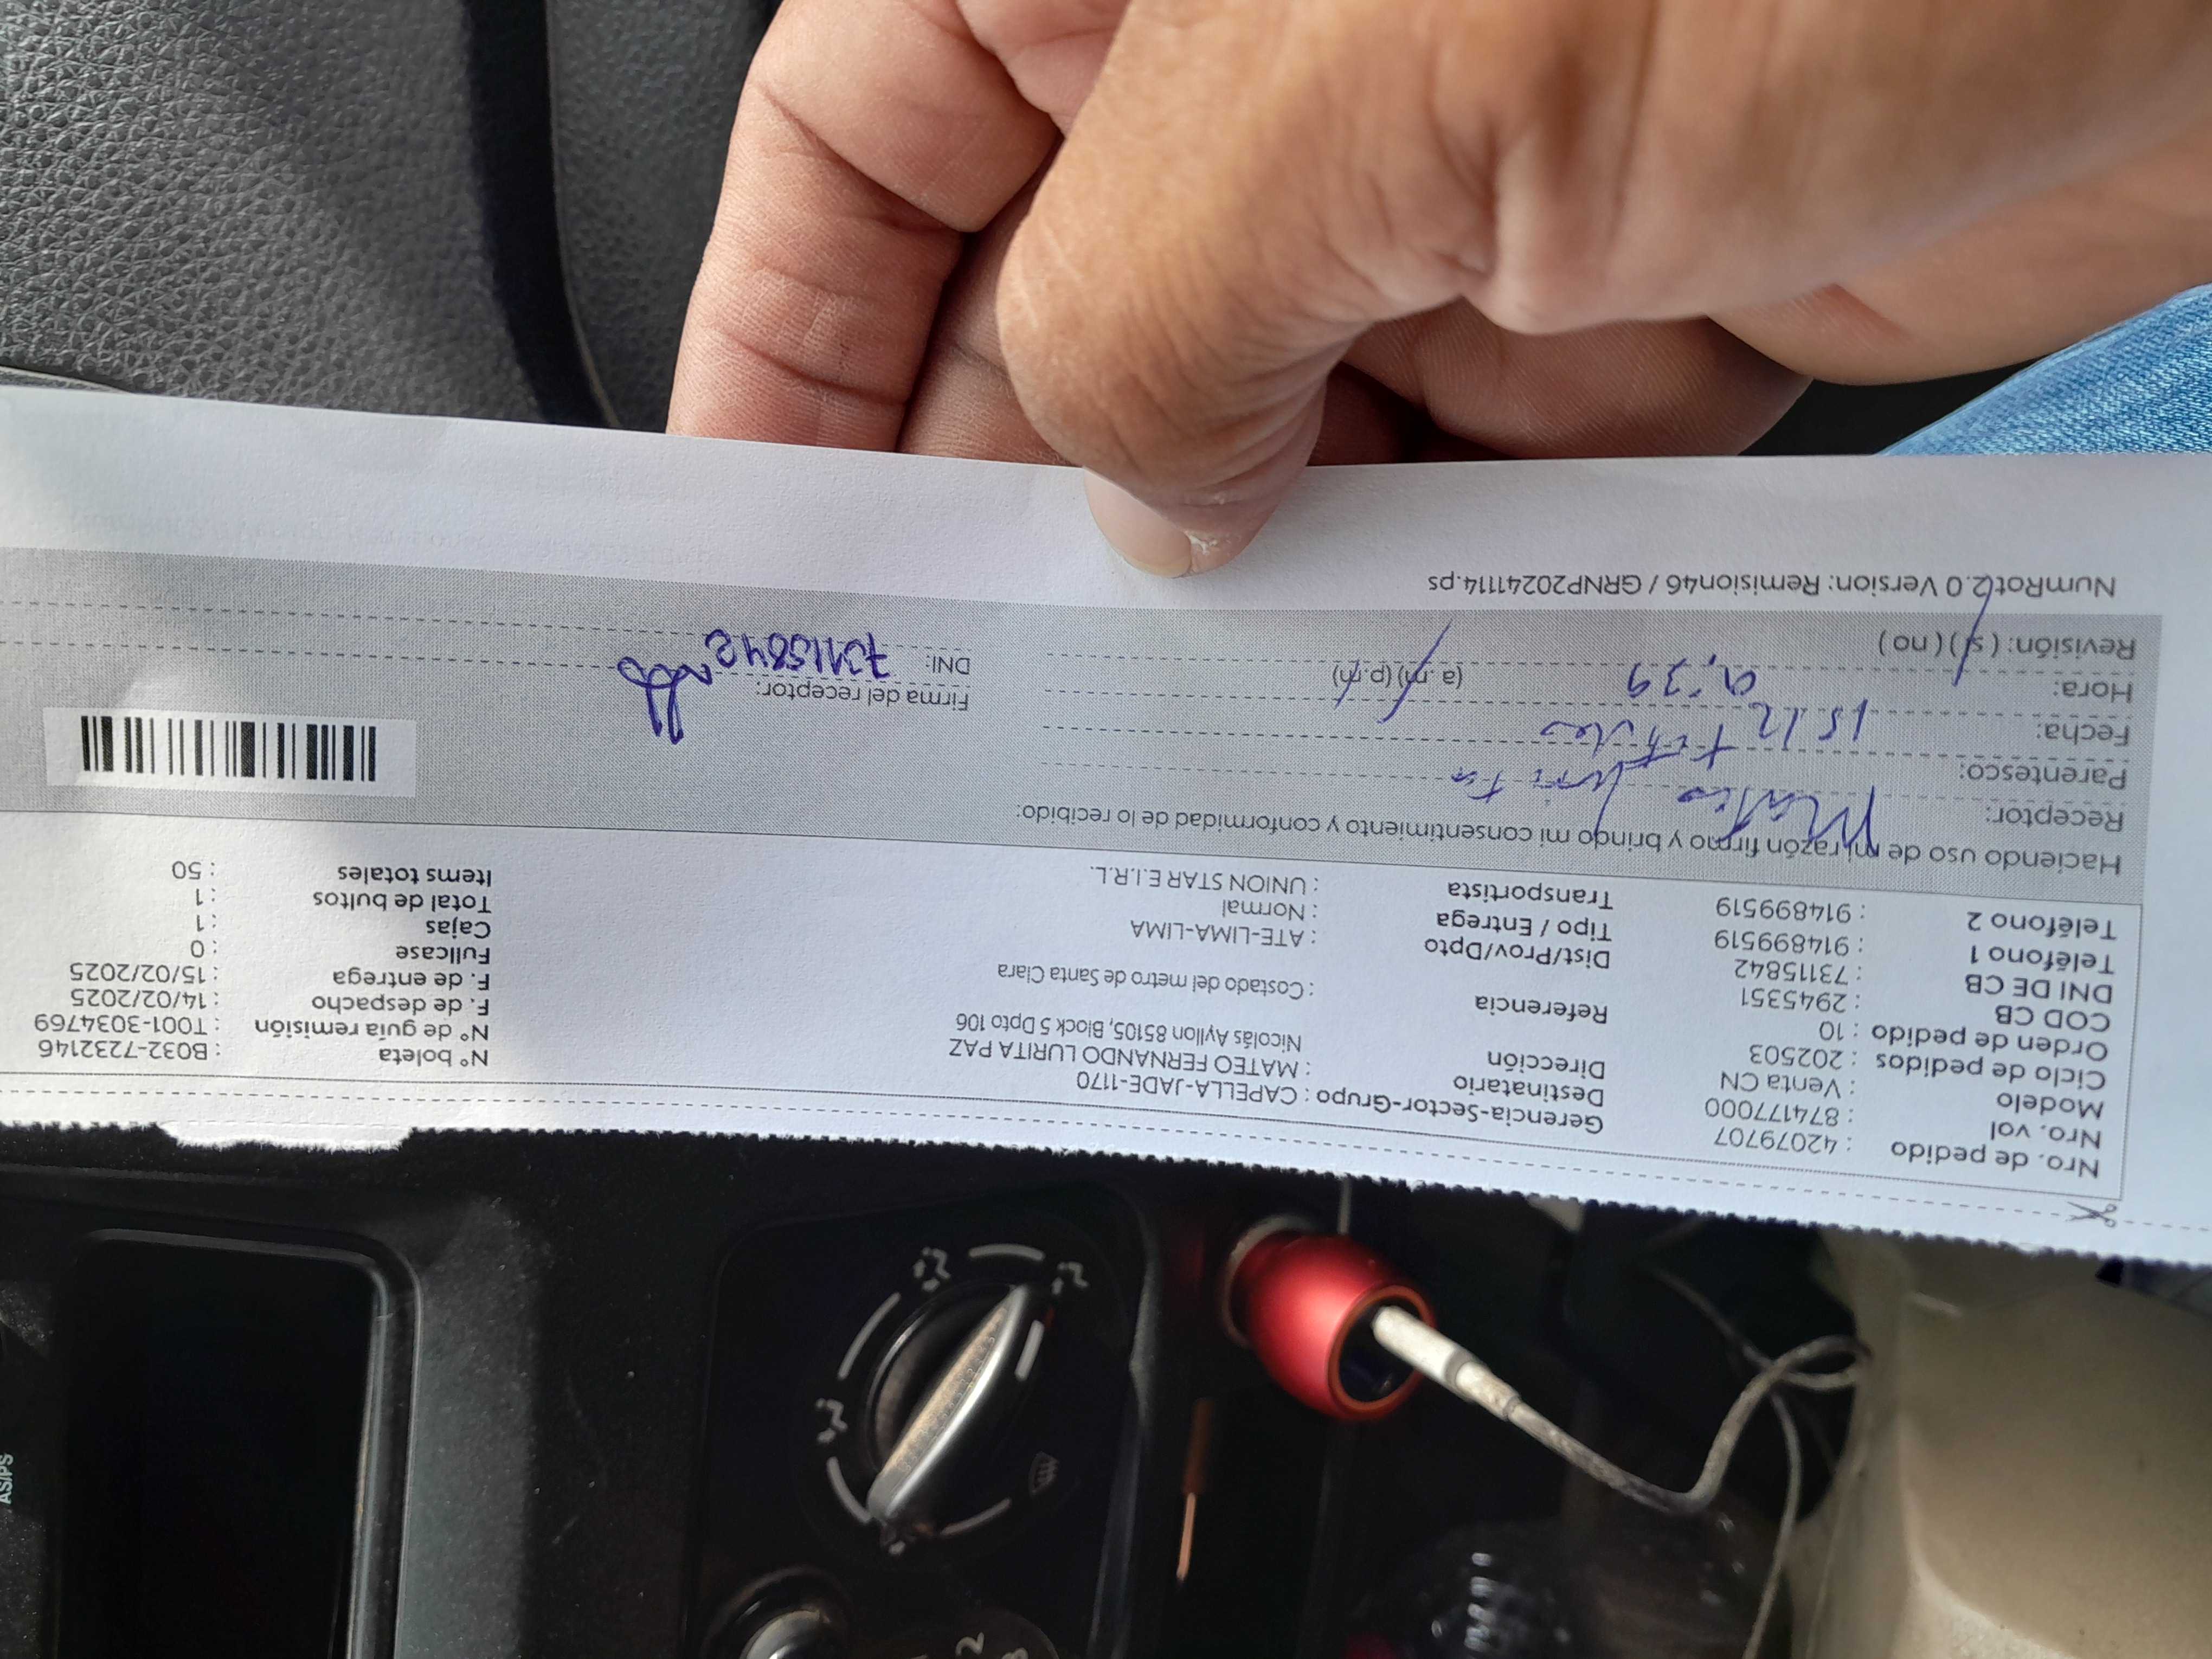 Nro. de pedido : 42079707
Nro. vol : 874177000
Modelo : Venta CN
Ciclo de pedidos : 202503
Orden de pedido : 10
COD CB : 2945351
DNI DE CB : 73115842
Teléfono 1 : 914899519
Teléfono 2 : 914899519
Gerencia-Sector-Grupo : CAPELLA-JADE-1170
Destinatario : MATEO FERNANDO LURITA PAZ
Dirección Nicolás Ayllon 85105, Block 5 Dpto 106
Referencia : Costado del metro de Santa Clara
Dist/Prov/Dpto : ATE-LIMA-LIMA
Tipo / Entrega : Normal
Transportista : UNION STAR E.I.R.L.
N° boleta : B032-7232146
N° de guía remisión : T001-3034769
F. de despacho : 14/02/2025
F. de entrega : 15/02/2025
Fullcase : 0
Cajas : 1
Total de bultos : 1
Items totales : 50
Haciendo uso de mi razón firmo y brindo mi consentimiento y conformidad de lo recibido:
Receptor: Mateo
Parentesco:
Fecha: 15
Hora: (a.m) (p.m)
Revisión: ( si ) ( no )
Firma del receptor:
DNI: 73115842
NumRot2.0 Version: Remision46 / GRNP20241114.ps
AS/PS
2
3